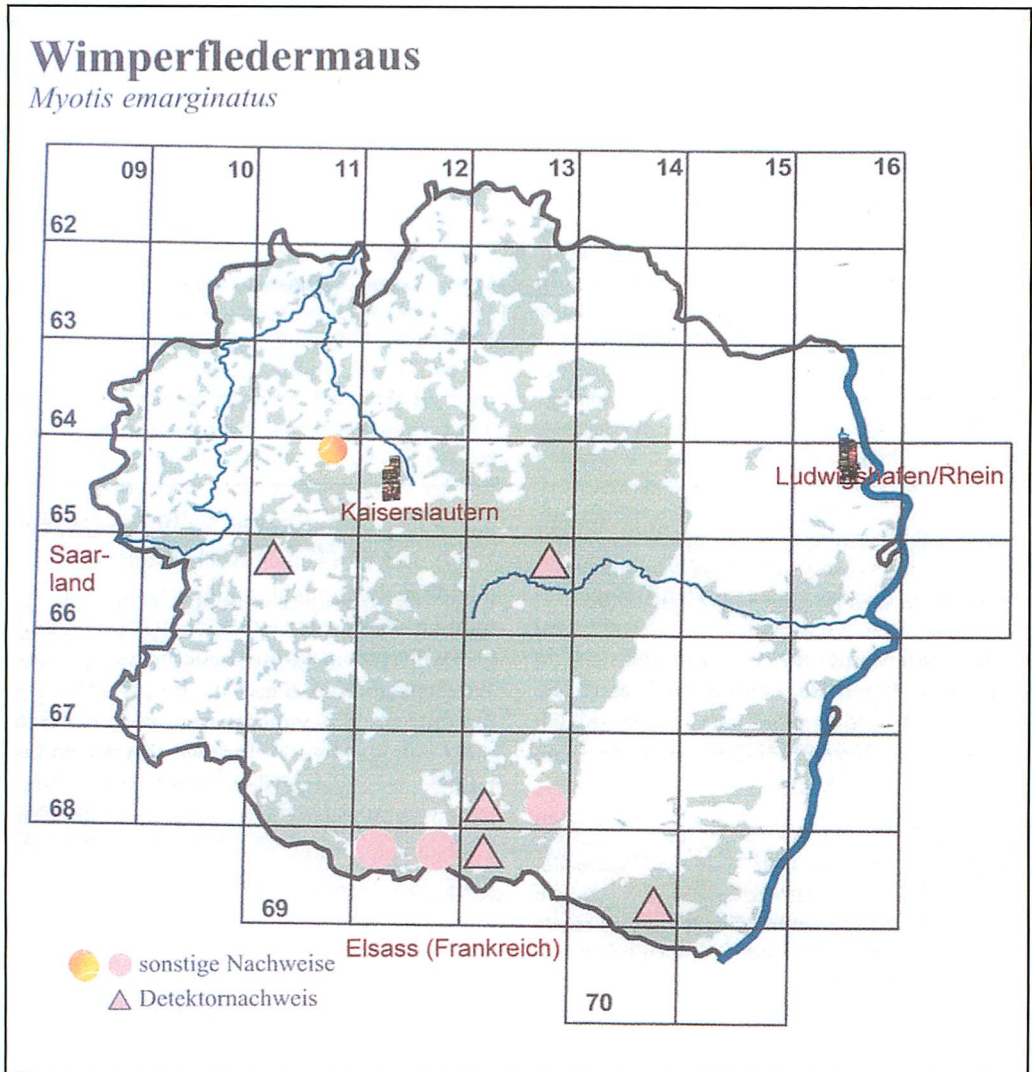 Wimperfledermaus
Myotis emarginatus
09 10 11 12 13 14 15 16
62
63
64
Ludwigshafen/Rhein
Kaiserslautern
65
Saar-
land
66
67
68
69
Elsass (Frankreich)
sonstige Nachweise
Detektornachweis
70